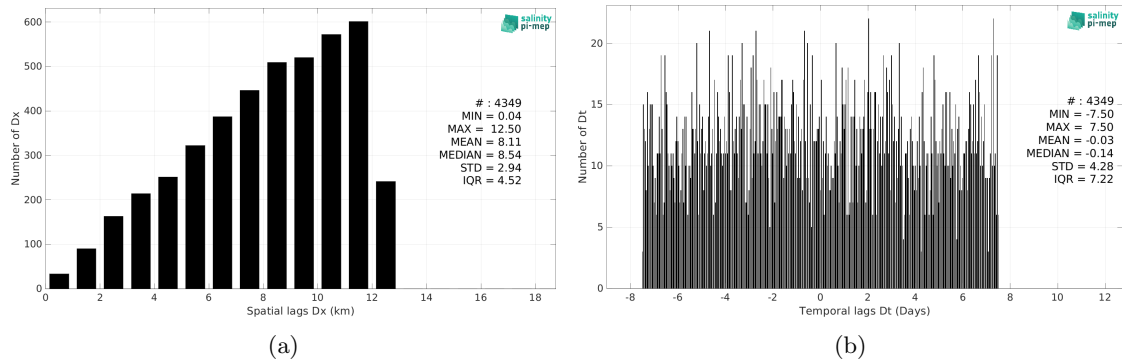 600
500
400
300
200
100
0
Number of Dx
0 2 4 6 8 10 12 14 16 18
Spatial lags Dx (km)
salinity
pi-mep
# : 4349
MIN = 0.04
MAX = 12.50
MEAN = 8.11
MEDIAN = 8.54
STD = 2.94
IQR = 4.52
(a)
20
15
10
5
0
Number of Dt
-8 -6 -4 -2 0 2 4 6 8 10 12
Temporal lags Dt (Days)
salinity
pi-mep
# : 4349
MIN = -7.50
MAX = 7.50
MEAN = -0.03
MEDIAN = -0.14
STD = 4.28
IQR = 7.22
(b)